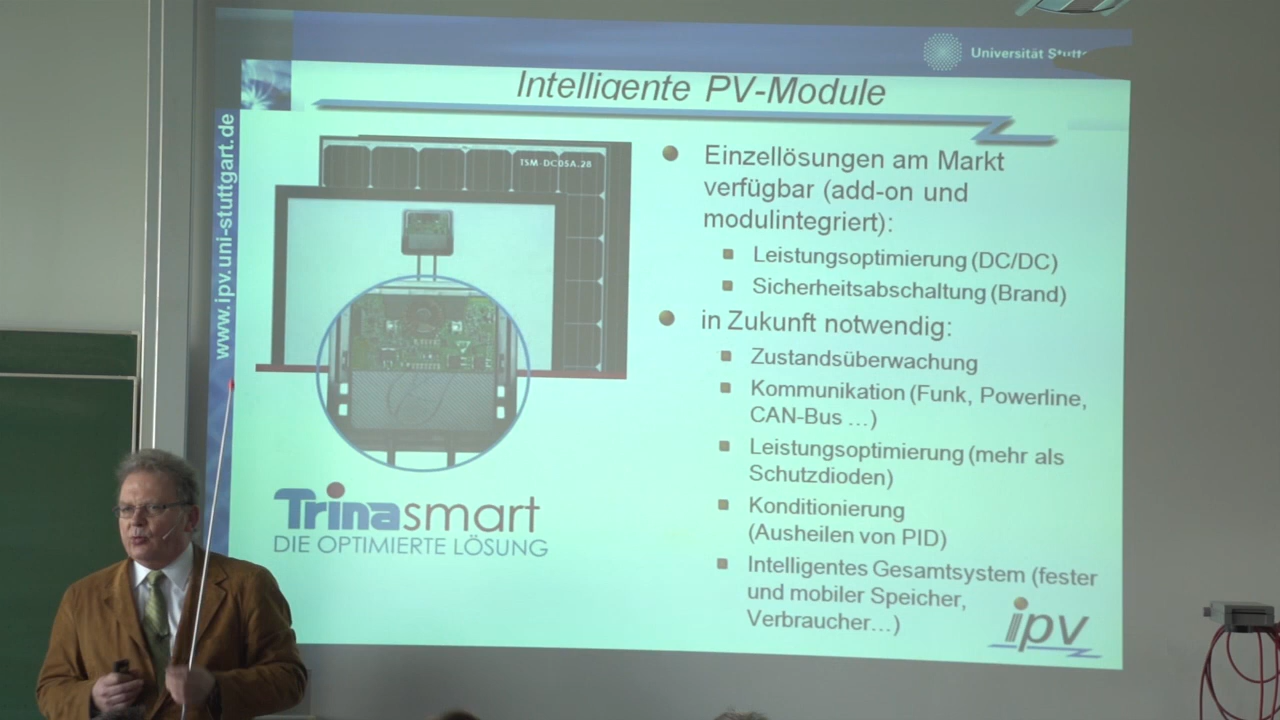 Universität
Intelligente PV-Module
www.ipv.uni-stuttgart.de
TSM-DC05A.28
Trinasmart
DIE OPTIMIERTE LÖSUNG
Einzellösungen am Markt
verfügbar (add-on und
modulintegriert):
Leistungsoptimierung (DC/DC)
Sicherheitsabschaltung (Brand)
in Zukunft notwendig:
Zustandsüberwachung
Kommunikation (Funk, Powerline,
CAN-Bus …)
Leistungsoptimierung (mehr als
Schutzdioden)
Konditionierung
(Ausheilen von PID)
Intelligentes Gesamtsystem (fester
und mobiler Speicher,
Verbraucher…)
ipv